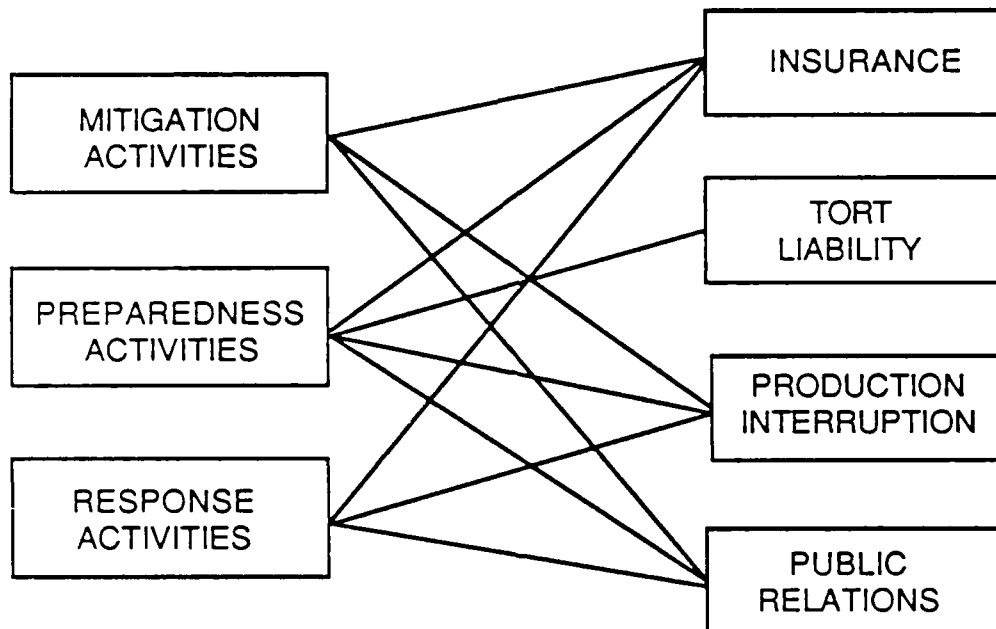 MITIGATION
ACTIVITIES
PREPAREDNESS
ACTIVITIES
RESPONSE
ACTIVITIES
INSURANCE
TORT
LIABILITY
PRODUCTION
INTERRUPTION
PUBLIC
RELATIONS